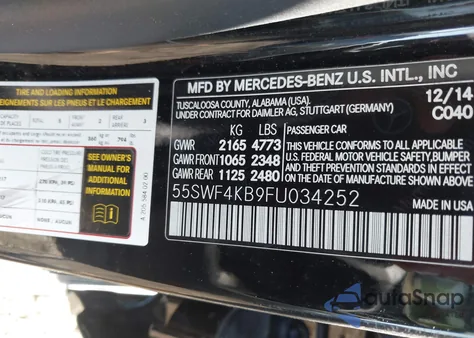 TIRE AND LOADING INFORMATION
ENSEIGNEMENTS SUR LES PNEUS ET LE CHARGEMENT
SEE OWNER'S
MANUAL FOR
ADDITIONAL
INFORMATION
MFD BY MERCEDES-BENZ U.S. INTL., INC
TUSCALOOSA COUNTY, ALABAMA (USA).
UNDER CONTRACT FOR DAIMLER AG, STUTTGART (GERMANY)
12/14
C040
KG LBS
GWR 2165 4773
GAWR FRONT 1065 2348
GAWR REAR 1125 2480
PASSENGER CAR
THIS VEHICLE CONFORMS TO ALL APPLICABLE
U.S. FEDERAL MOTOR VEHICLE SAFETY,BUMPER
AND THEFT PREVENTION STANDARDS IN EFFECT
ON THE DATE OF MANUFACTURE SHOWN ABOVE
55SWF4KB9FU034252
MADE IN USA
autoSnap